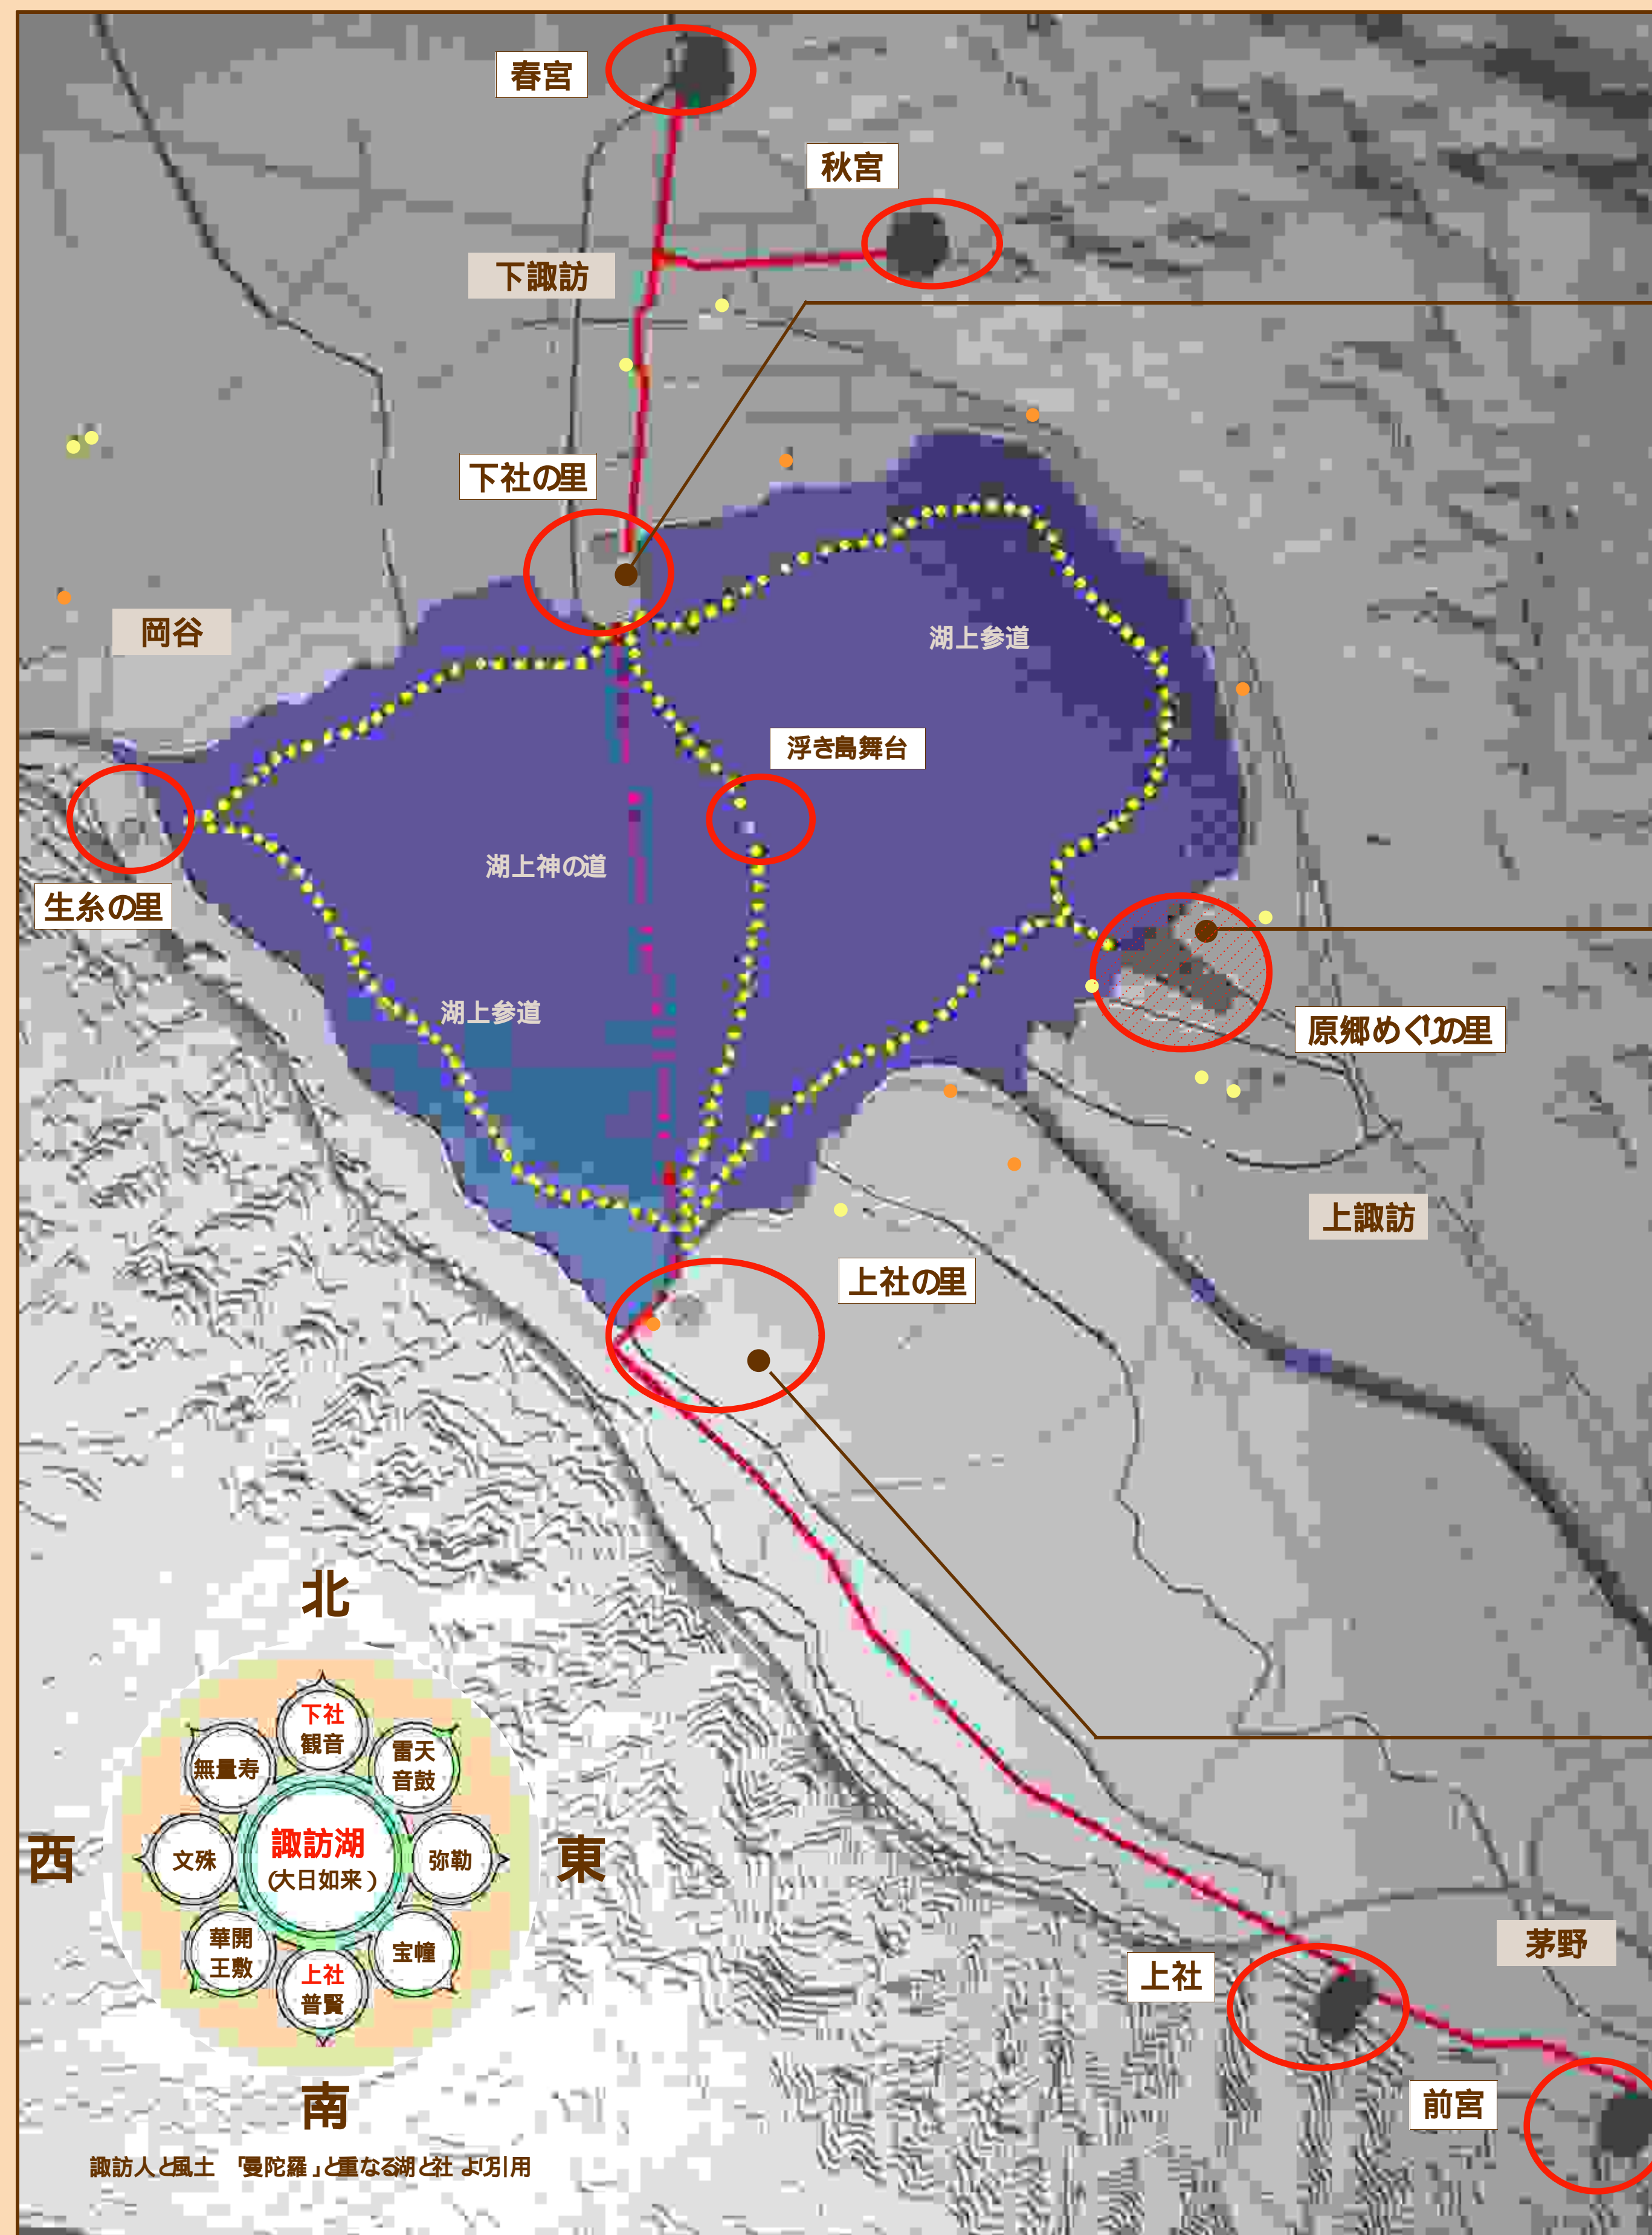 春宮
秋宮
下諏訪
下社の里
岡谷
湖上参道
浮き島舞台
湖上神の道
生糸の里
湖上参道
原郷めぐりの里
上諏訪
上社の里
北
下社
観音
雷天
音鼓
無量寿
西
文殊
諏訪湖
(大日如来)
弥勒
東
華開
王敷
宝幢
上社
普賢
南
茅野
上社
前宮
諏訪人と風土 「曼陀羅」と重なる湖と社 より引用